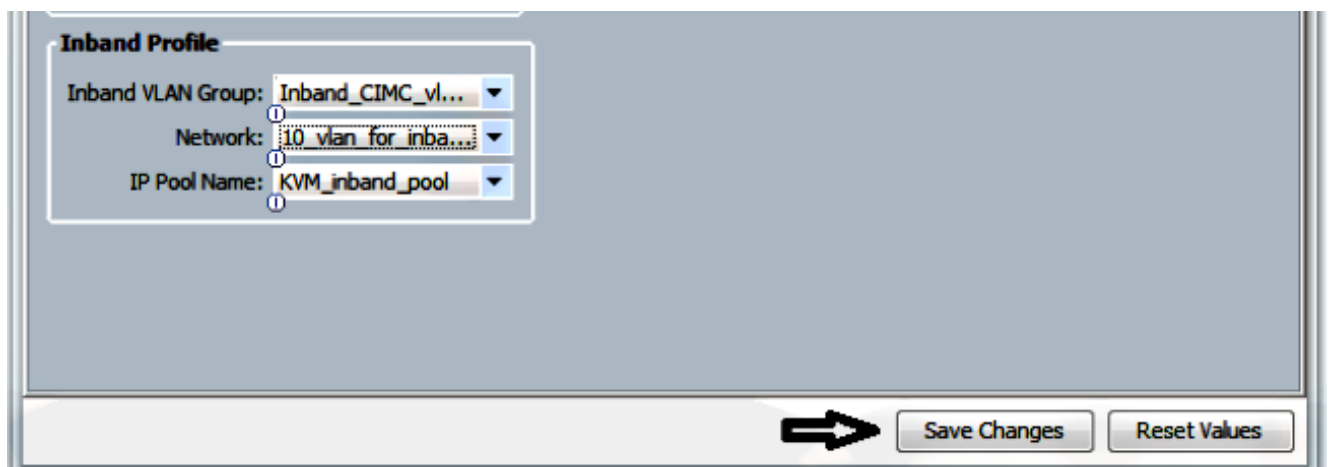 Inband Profile
Inband VLAN Group: Inband_CIMC_vl...
Network: 10_vlan_for_inba...
IP Pool Name: KVM_inband_pool
Save Changes Reset Values